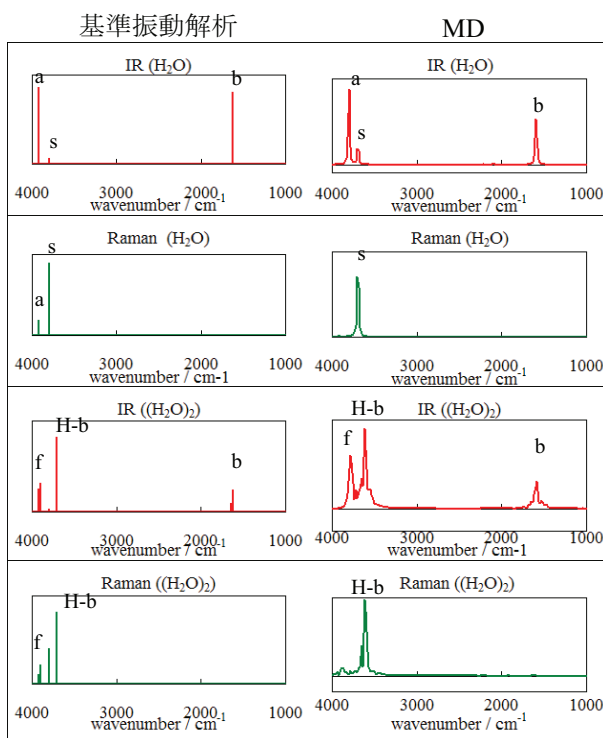 基準振動解析 MD
IR (H₂O) IR (H₂O)
a b a b
s s
4000 3000 2000 1000 4000 3000 2000 1000
wavenumber / cm⁻¹ wavenumber / cm⁻¹
Raman (H₂O) Raman (H₂O)
s s
a
4000 3000 2000 1000 4000 3000 2000 1000
wavenumber / cm-1 wavenumber / cm⁻¹
IR ((H₂O)₂) IR ((H₂O)₂)
H-b H-b
f b f b
4000 3000 2000 1000 4000 3000 2000 1000
wavenumber / cm⁻¹ wavenumber / cm-1
Raman ((H₂O)₂) Raman ((H₂O)₂)
H-b H-b
f
4000 3000 2000 1000 4000 3000 2000 1000
wavenumber / cm⁻¹ wavenumber / cm⁻¹